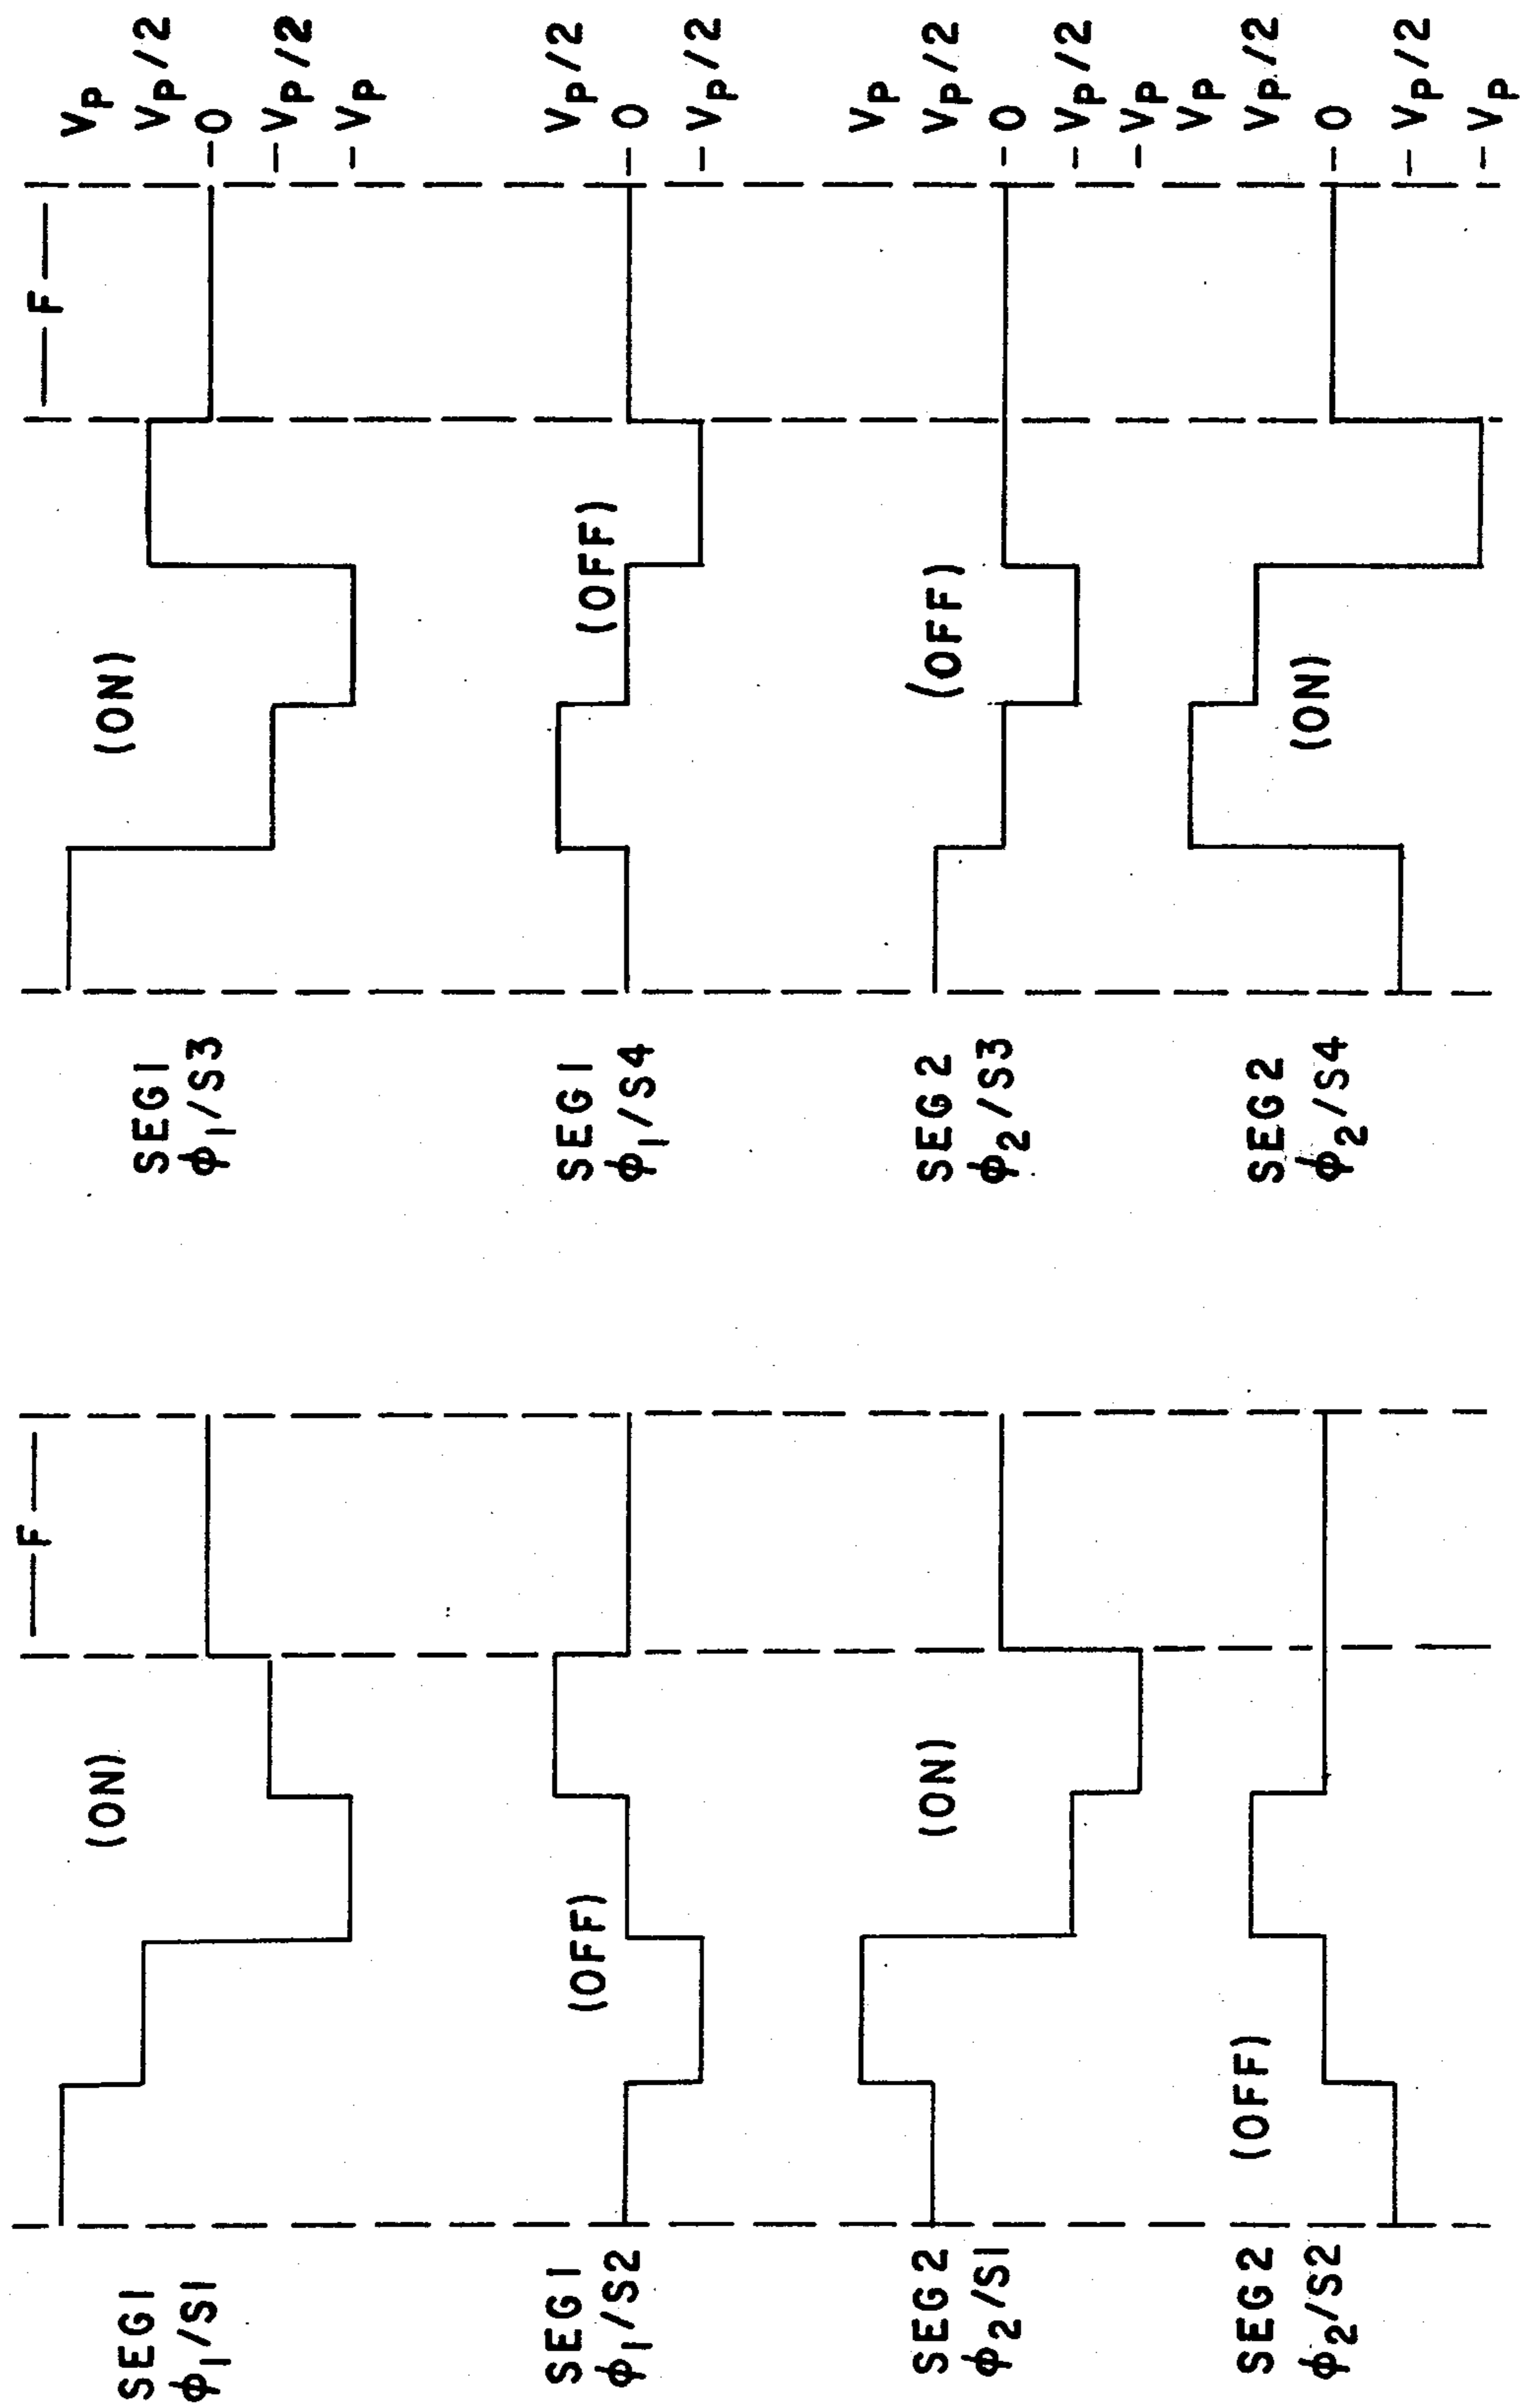 F
F
SEG1
φ1/S1
(ON)
SEG1
φ1/S3
(ON)
VP
VP/2
-0
-VP/2
-VP
SEG1
φ1/S2
(OFF)
SEG1
φ1/S4
(OFF)
VP/2
-0
-VP/2
SEG2
φ2/S1
(ON)
SEG2
φ2/S3
(OFF)
VP
VP/2
-0
-VP/2
-VP
SEG2
φ2/S2
(OFF)
SEG2
φ2/S4
(ON)
VP
VP/2
-0
-VP/2
-VP